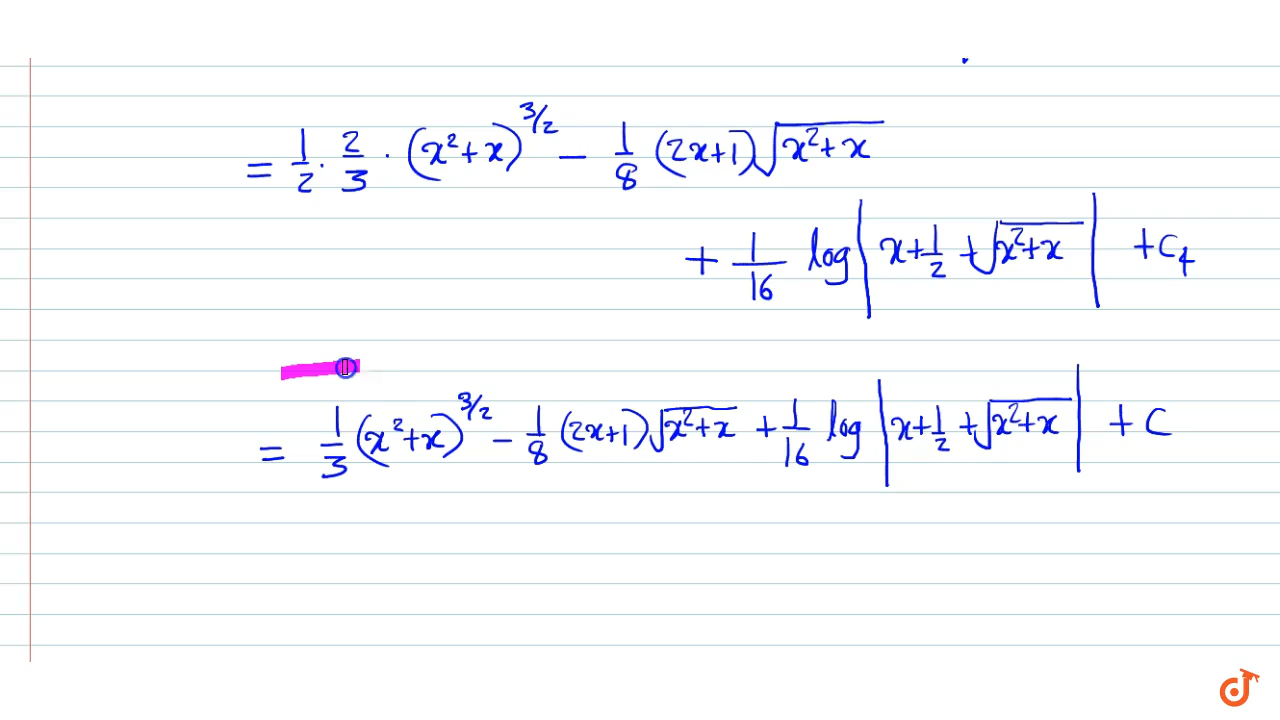 = 1/2 · 2/3 · (x² + x)^3/2 − 1/8 (2x+1) √(x² + x)
+ 1/16 log |x + 1/2 + √(x² + x)| + C₄
= 1/3 (x² + x)^3/2 − 1/8 (2x+1) √(x² + x) + 1/16 log |x + 1/2 + √(x² + x)| + C